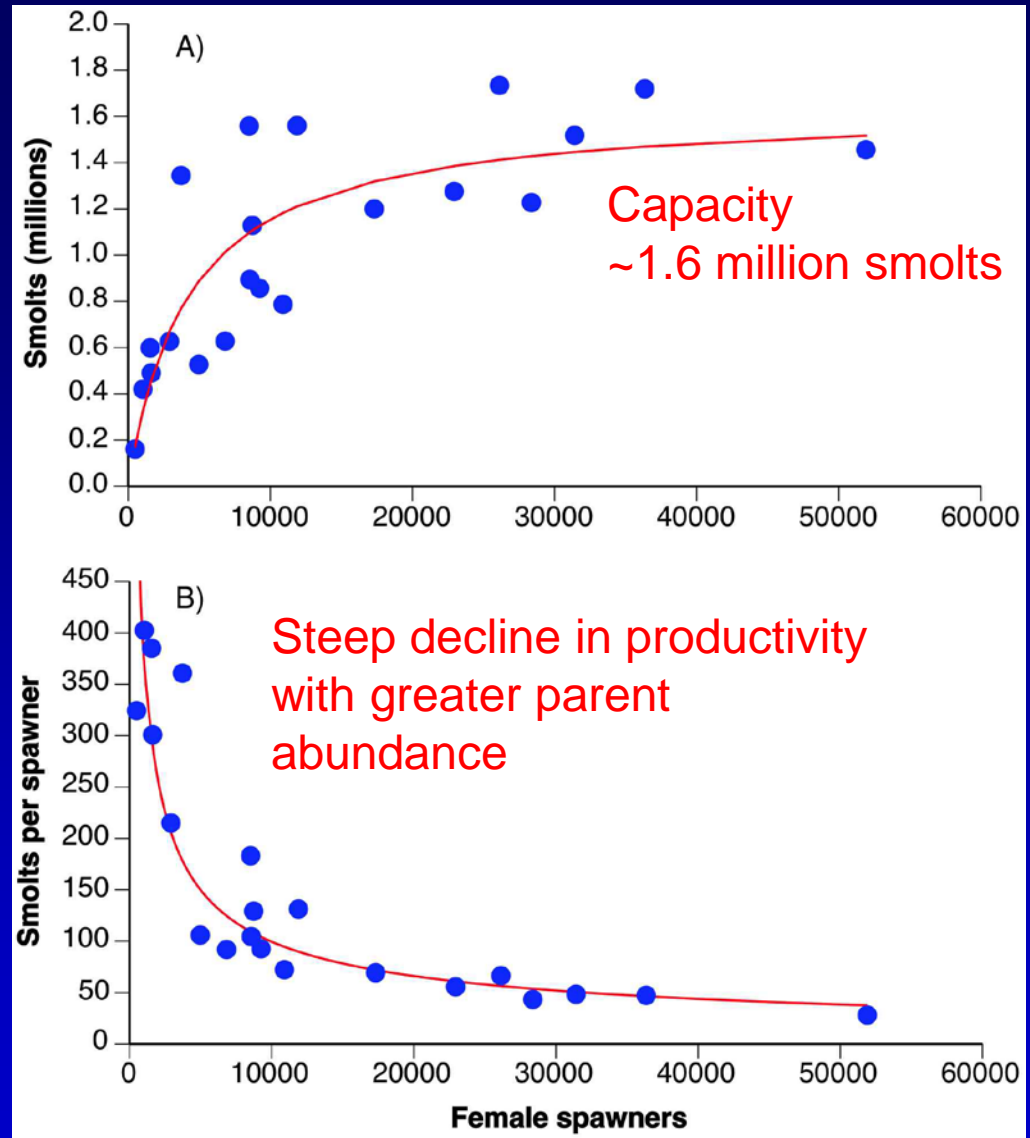 A)
Smolts (millions)
2.0
1.8
1.6
1.4
1.2
1.0
0.8
0.6
0.4
0.2
0.0
Capacity
~1.6 million smolts
0 10000 20000 30000 40000 50000 60000
B)
Smolts per spawner
450
400
350
300
250
200
150
100
50
0
Steep decline in productivity
with greater parent
abundance
0 10000 20000 30000 40000 50000 60000
Female spawners